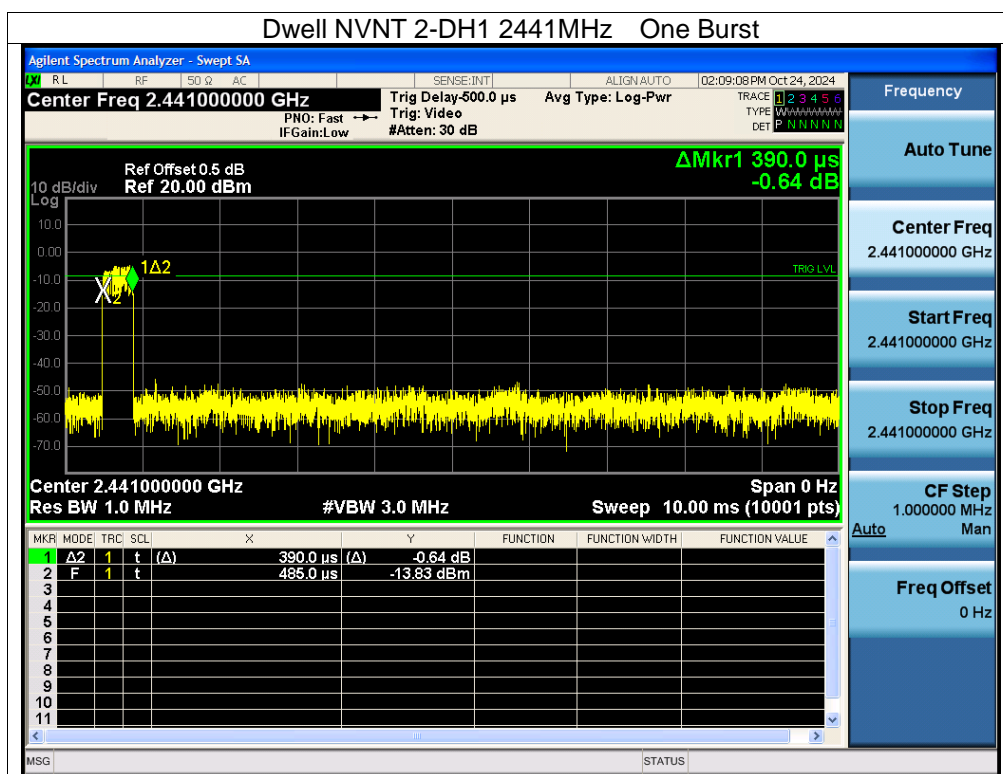 Dwell NVNT 2-DH1 2441MHz One Burst
Agilent Spectrum Analyzer - Swept SA
LXI RL RF 50 Ω AC SENSE:INT ALIGN AUTO 02:09:08 PM Oct 24, 2024
Center Freq 2.441000000 GHz Trig Delay-500.0 µs Avg Type: Log-Pwr TRACE 1 2 3 4 5 6
PNO: Fast Trig: Video TYPE WWWWWW
IFGain:Low #Atten: 30 dB DET P N N N N N
Frequency
ΔMkr1 390.0 µs
-0.64 dB
Ref Offset 0.5 dB
10 dB/div Ref 20.00 dBm
Log
10.0
0.00
-10.0
-20.0
-30.0
-40.0
-50.0
-60.0
-70.0
1Δ2
2
TRIG LVL
Center 2.441000000 GHz Span 0 Hz
Res BW 1.0 MHz #VBW 3.0 MHz Sweep 10.00 ms (10001 pts)
MKR MODE TRC SCL X Y FUNCTION FUNCTION WIDTH FUNCTION VALUE
1 Δ2 1 t (Δ) 390.0 µs (Δ) -0.64 dB
2 F 1 t 485.0 µs -13.83 dBm
3
4
5
6
7
8
9
10
11
Auto Tune
Center Freq
2.441000000 GHz
Start Freq
2.441000000 GHz
Stop Freq
2.441000000 GHz
CF Step
1.000000 MHz
Auto Man
Freq Offset
0 Hz
MSG STATUS